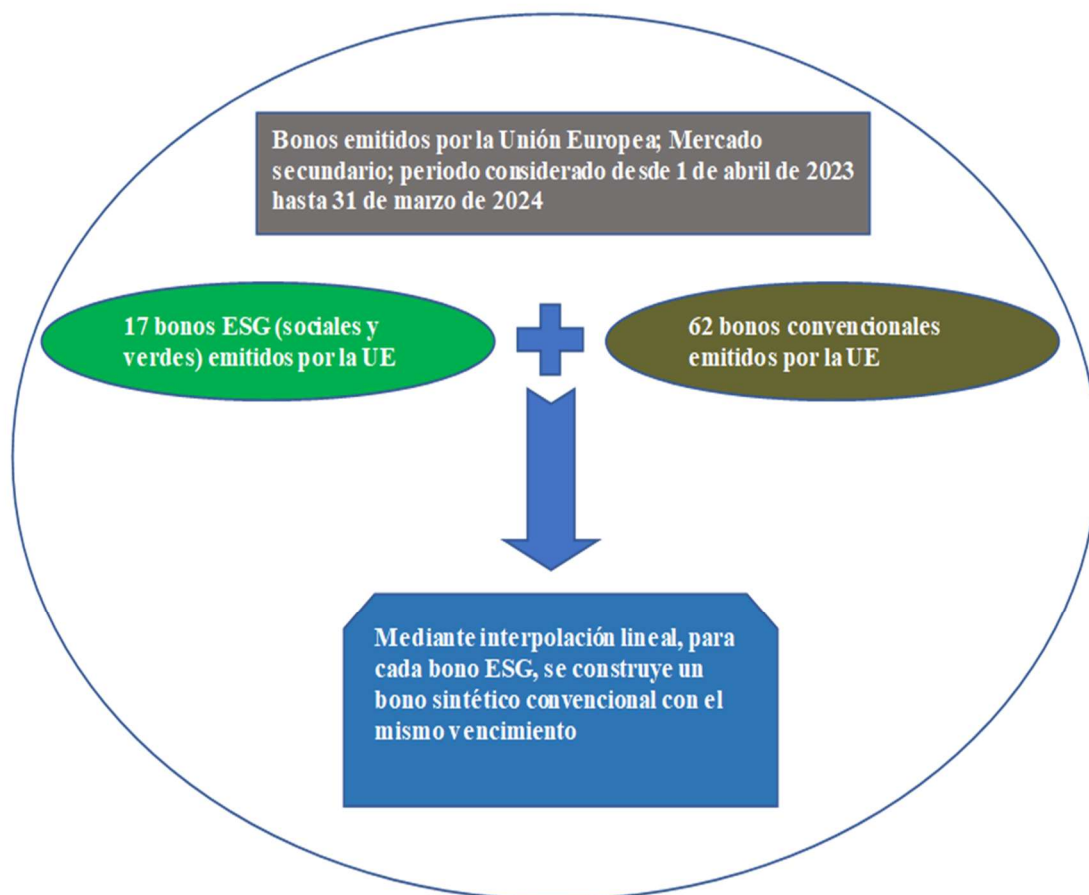 Bonos emitidos por la Unión Europea; Mercado
secundario; periodo considerado desde 1 de abril de 2023
hasta 31 de marzo de 2024
17 bonos ESG (sociales y
verdes) emitidos por la UE
62 bonos convencionales
emitidos por la UE
Mediante interpolación lineal, para
cada bono ESG, se construye un
bono sintético convencional con el
mismo vencimiento